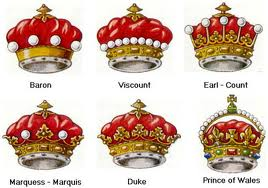 Baron
Viscount
Earl - Count
Marquess - Marquis
Duke
Prince of Wales